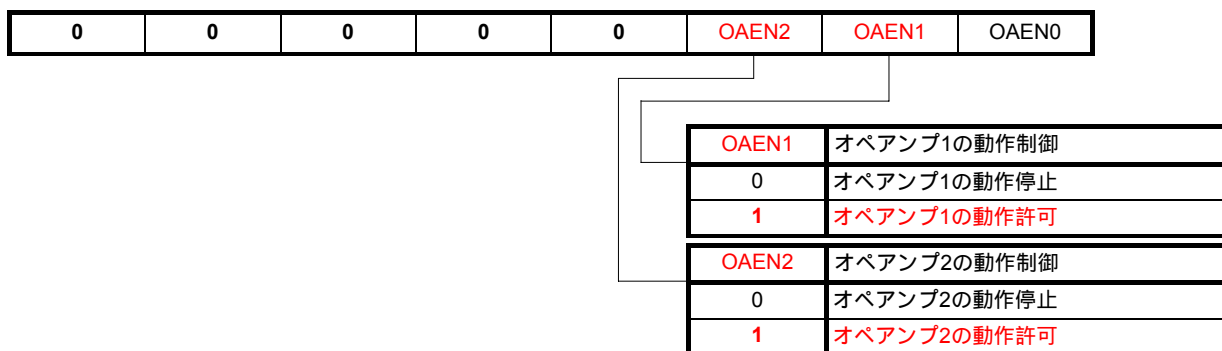 0 0 0 0 0 OAEN2 OAEN1 OAEN0
OAEN1 オペアンプ1の動作制御
0 オペアンプ1の動作停止
1 オペアンプ1の動作許可
OAEN2 オペアンプ2の動作制御
0 オペアンプ2の動作停止
1 オペアンプ2の動作許可